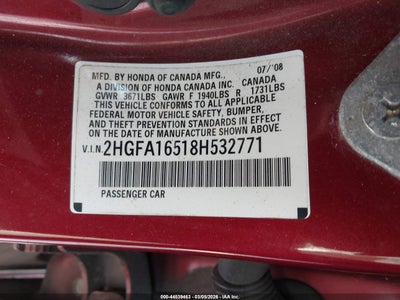 MFD. BY HONDA OF CANADA MFG., 07/'08
A DIVISION OF HONDA CANADA INC. CANADA
GVWR 3671LBS GAWR F 1940LBS R 1731LBS
THIS VEHICLE CONFORMS TO ALL APPLICABLE
FEDERAL MOTOR VEHICLE SAFETY, BUMPER,
AND THEFT PREVENTION STANDARDS IN EFFECT
ON THE DATE OF MANUFACTURE SHOWN ABOVE.
V.I.N. 2HGFA16518H532771
PASSENGER CAR
000-44639463 — 03/05/2026 — IAA Inc.